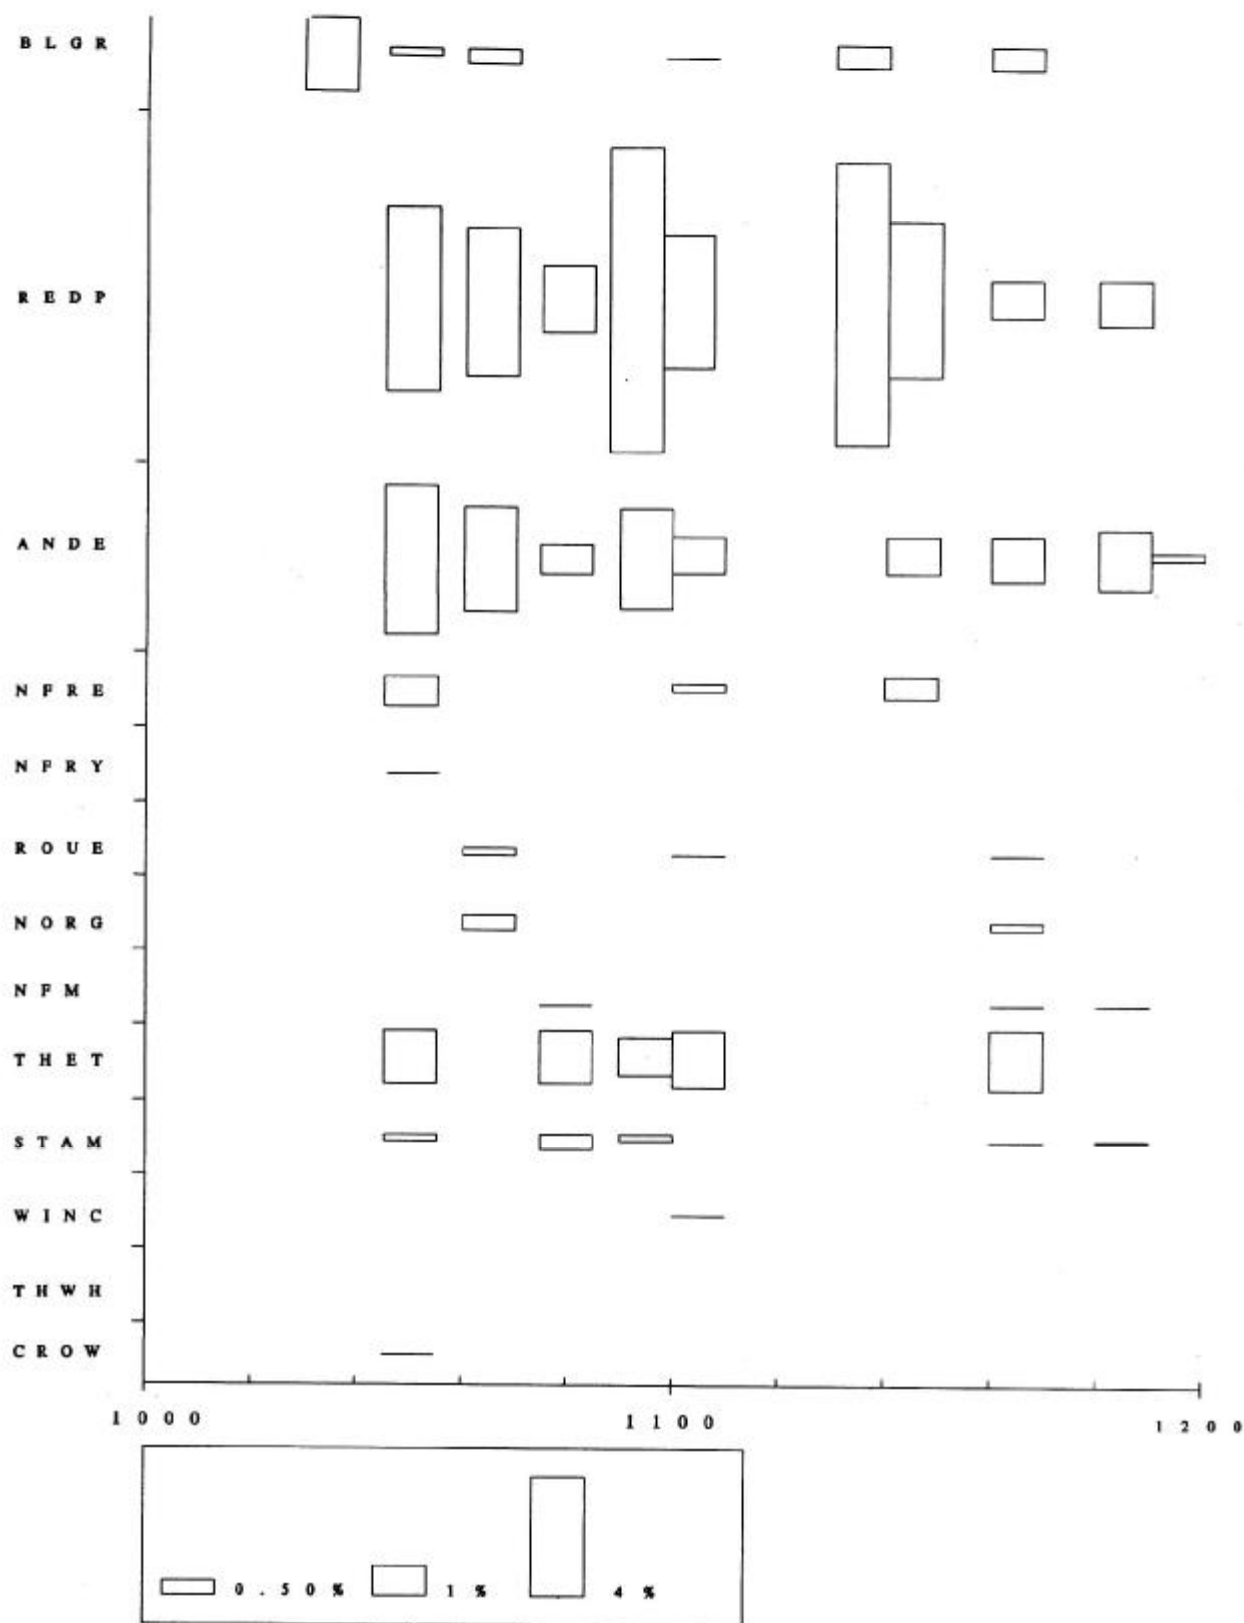 BLGR
REDP
ANDE
NFRE
NFRY
ROUE
NORG
NFM
THET
STAM
WINC
THWH
CROW
1000 1100 1200
0.50% 1% 4%